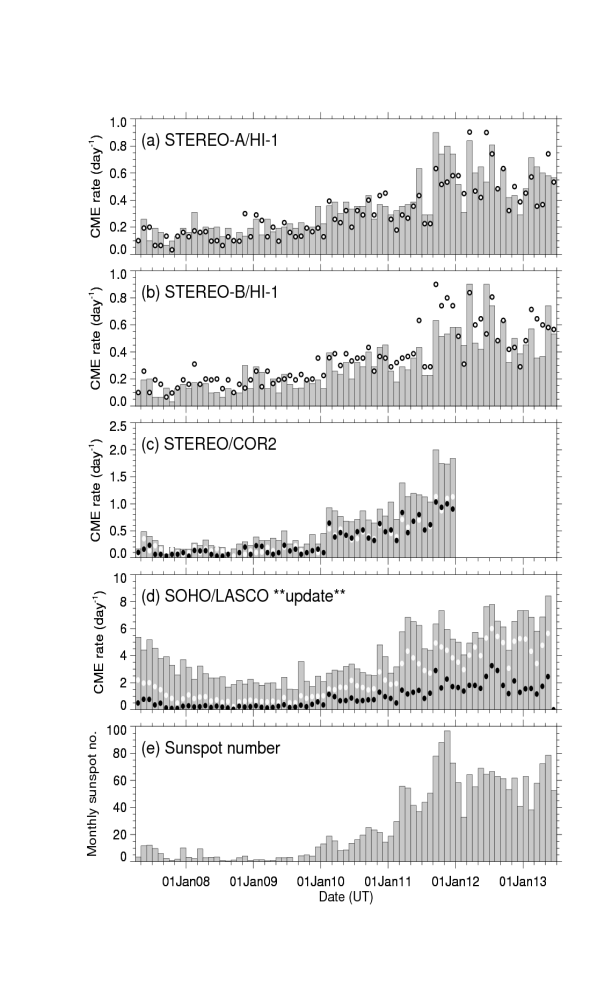 (a) STEREO-A/HI-1
CME rate (day-1)
1.0
0.8
0.6
0.4
0.2
0.0
(b) STEREO-B/HI-1
CME rate (day-1)
1.0
0.8
0.6
0.4
0.2
0.0
(c) STEREO/COR2
CME rate (day-1)
2.5
2.0
1.5
1.0
0.5
0.0
(d) SOHO/LASCO **update**
CME rate (day-1)
10
8
6
4
2
0
(e) Sunspot number
Monthly sunspot no.
100
80
60
40
20
0
01Jan08 01Jan09 01Jan10 01Jan11 01Jan12 01Jan13
Date (UT)